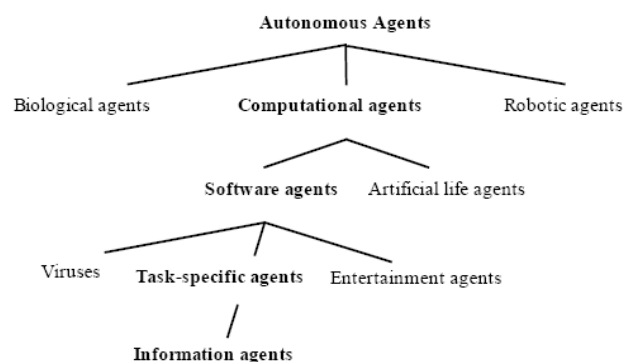 Autonomous Agents
Biological agents Computational agents Robotic agents
Software agents Artificial life agents
Viruses Task-specific agents Entertainment agents
Information agents